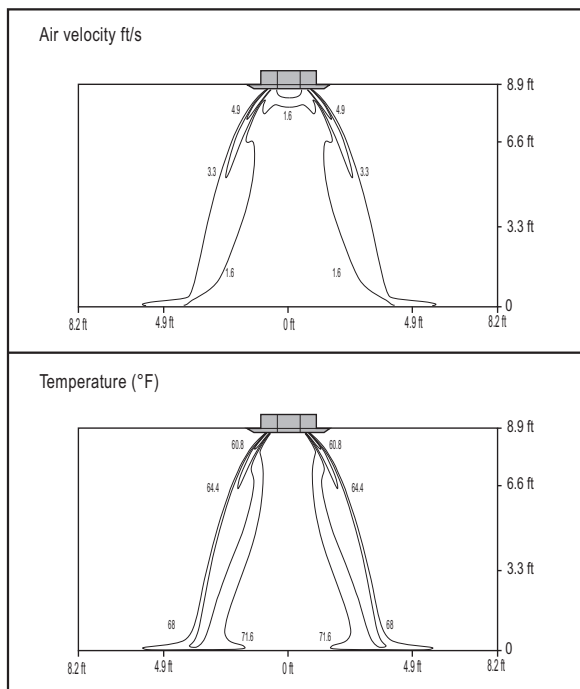 Air velocity ft/s
8.9 ft
4.9
1.6
4.9
6.6 ft
3.3
3.3
3.3 ft
1.6
1.6
0
8.2 ft
4.9 ft
0 ft
4.9 ft
8.2 ft
Temperature (°F)
8.9 ft
60.8
60.8
64.4
64.4
6.6 ft
3.3 ft
68
71.6
71.6
68
0
8.2 ft
4.9 ft
0 ft
4.9 ft
8.2 ft